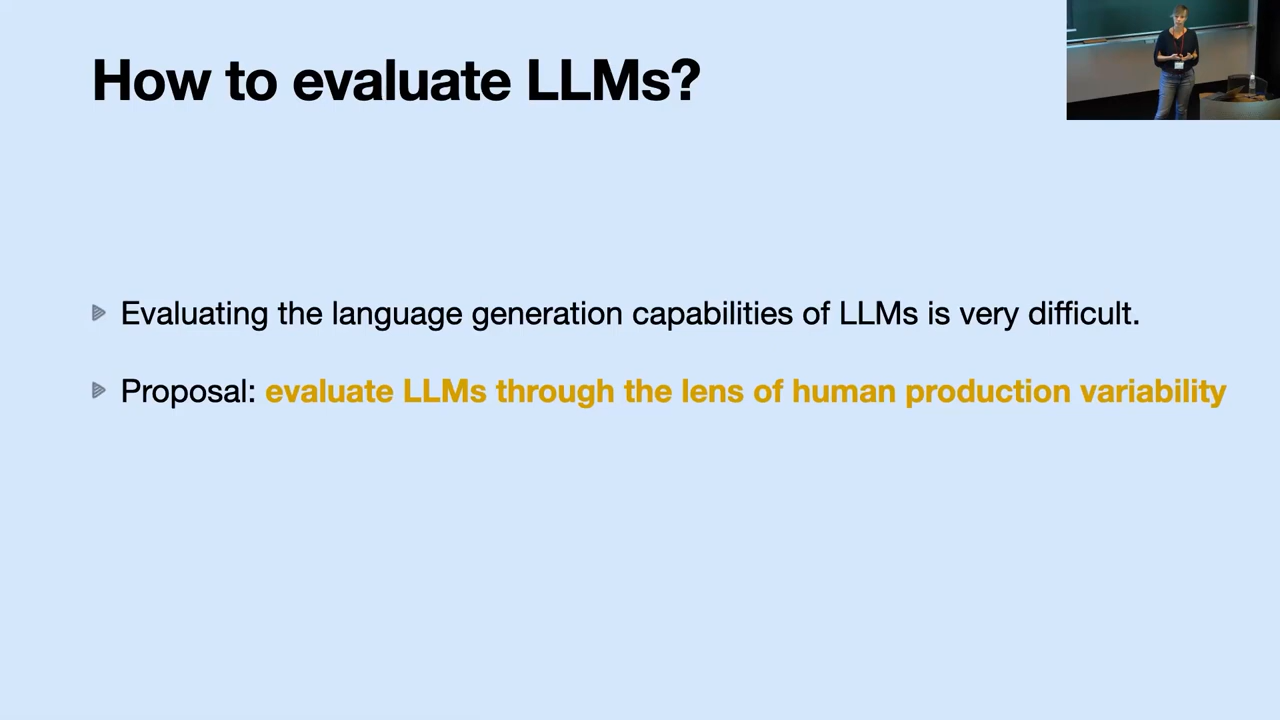 How to evaluate LLMs?
Evaluating the language generation capabilities of LLMs is very difficult.
Proposal: evaluate LLMs through the lens of human production variability